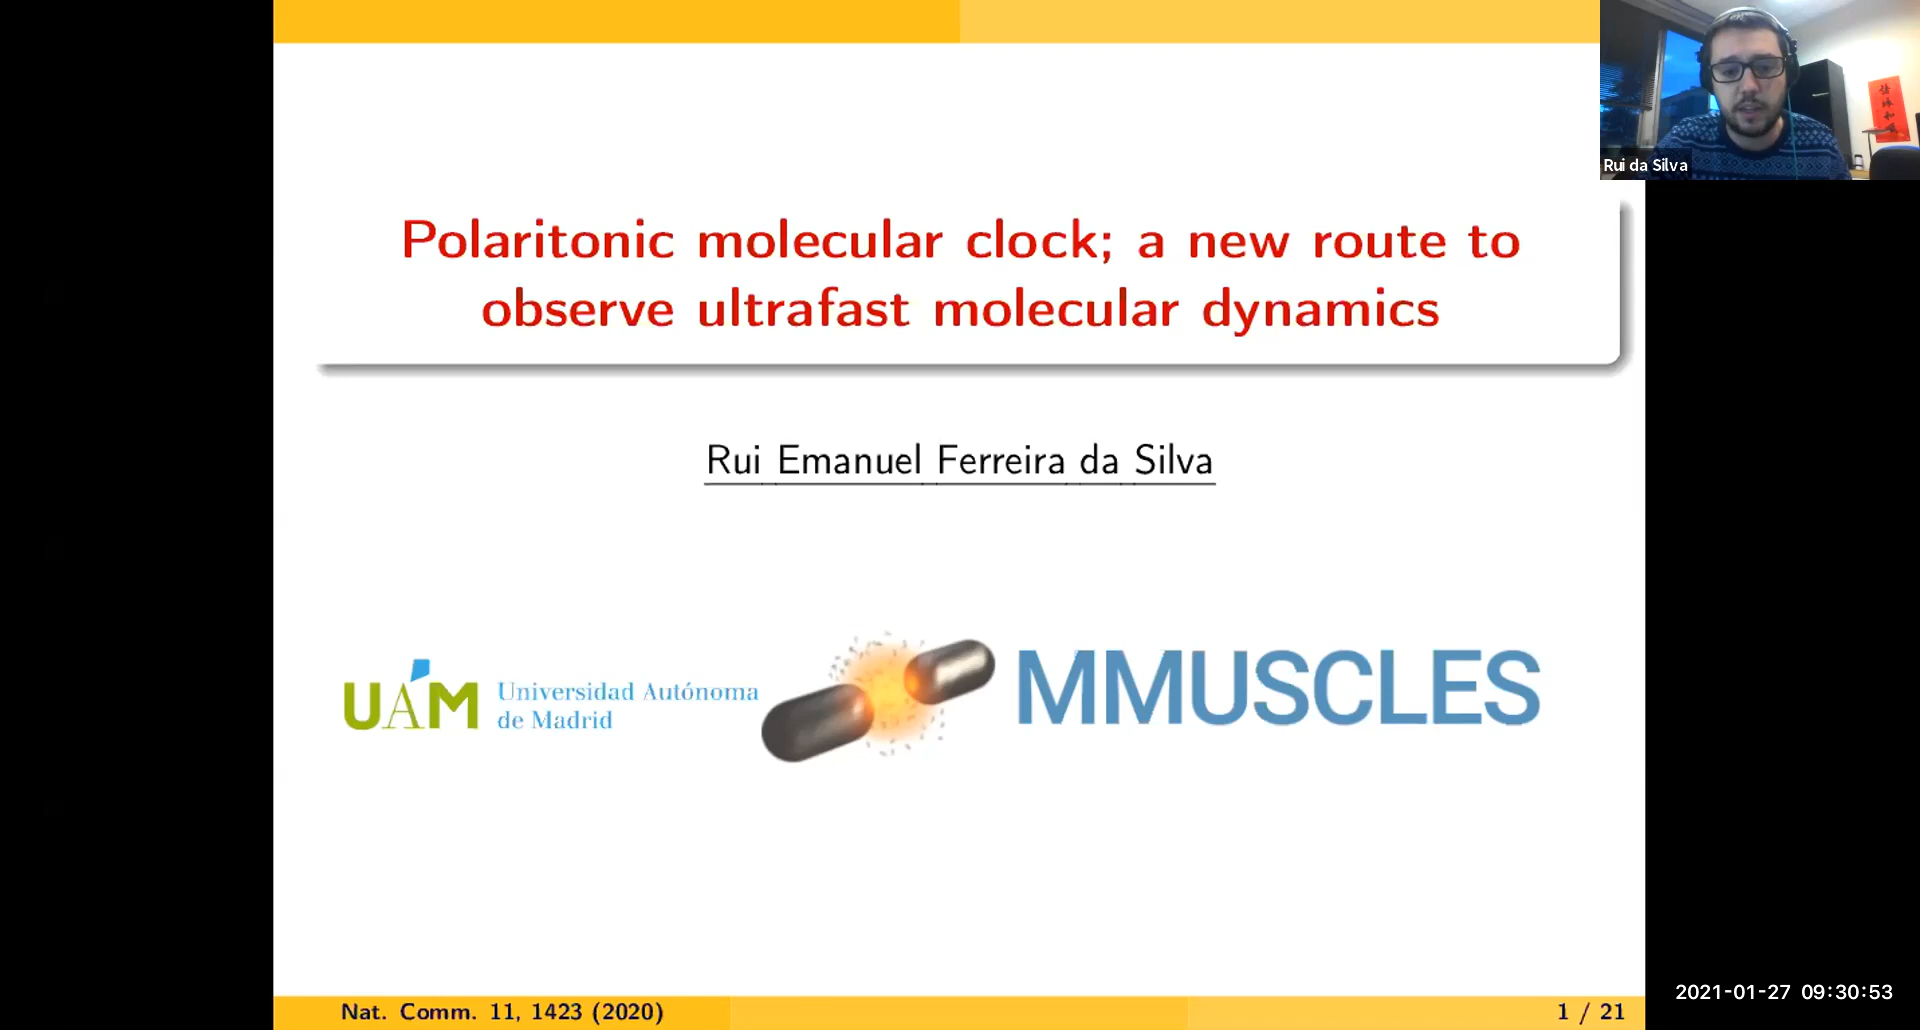 Rui da Silva
Polaritonic molecular clock; a new route to
observe ultrafast molecular dynamics
Rui Emanuel Ferreira da Silva
UAM
Universidad Autónoma
de Madrid
MMUSCLES
2021-01-27 09:30:53
Nat. Comm. 11, 1423 (2020)
1 / 21